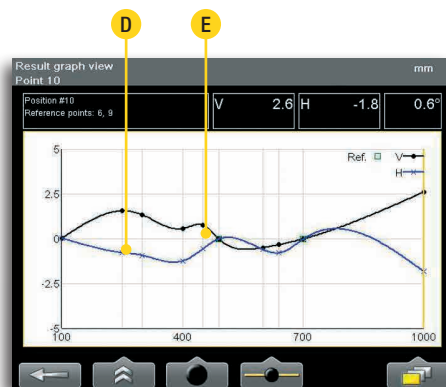 D E
Result graph view mm
Point 10
Position #10
Reference points: 6, 9
V 2.6 H -1.8 0.6°
Ref. V
H
5
2.5
0
-2.5
-5
100 400 700 1000